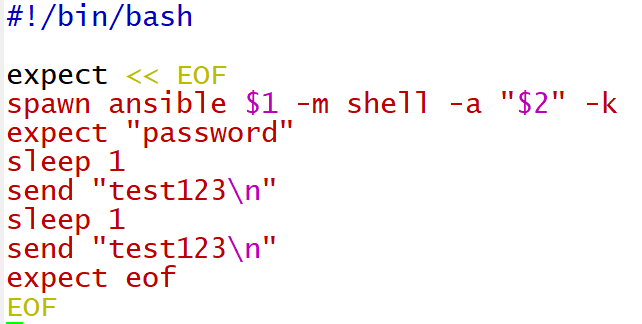 #!/bin/bash
expect << EOF
spawn ansible $1 -m shell -a "$2" -k
expect "password"
sleep 1
send "test123\n"
sleep 1
send "test123\n"
expect eof
EOF